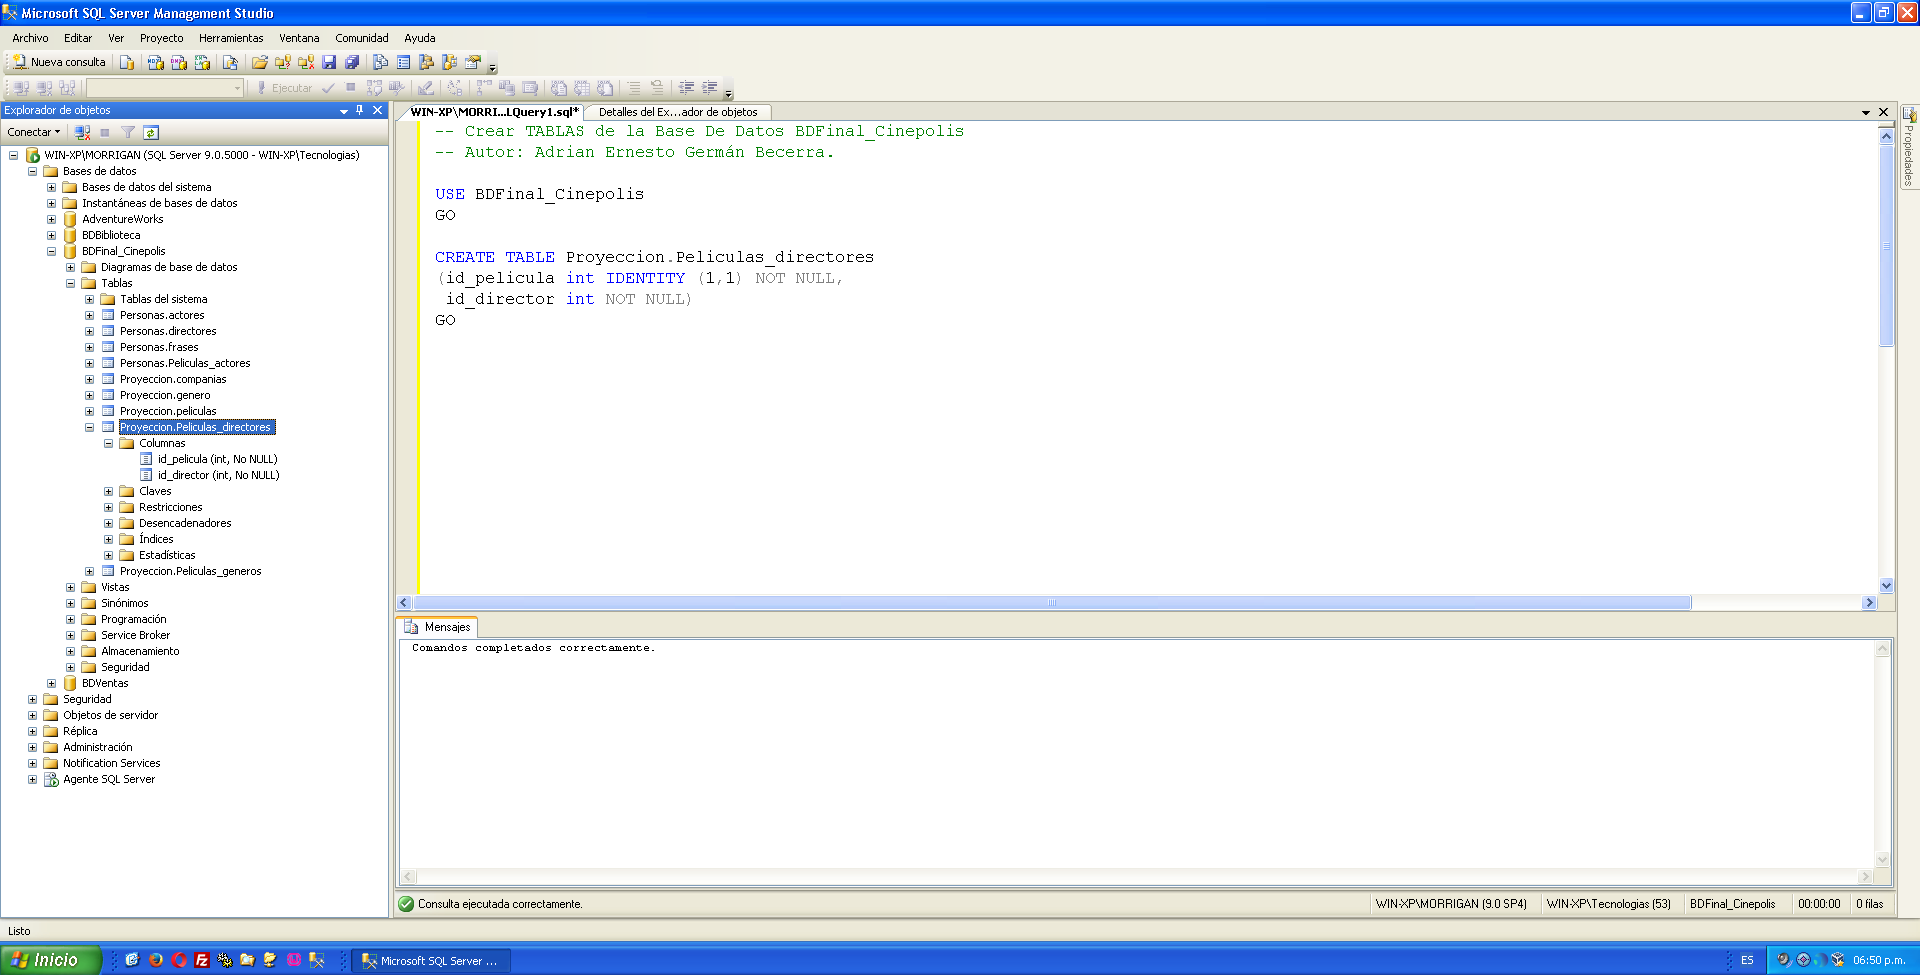 Microsoft SQL Server Management Studio
Archivo Editar Ver Proyecto Herramientas Ventana Comunidad Ayuda
Nueva consulta
Ejecutar
Explorador de objetos
WIN-XP\MORRI...LQuery1.sql* Detalles del Ex...ador de objetos
Conectar
WIN-XP\MORRIGAN (SQL Server 9.0.5000 - WIN-XP\Tecnologias)
Bases de datos
Bases de datos del sistema
Instantáneas de bases de datos
AdventureWorks
BDBiblioteca
BDFinal_Cinepolis
Diagramas de base de datos
Tablas
Tablas del sistema
Personas.actores
Personas.directores
Personas.frases
Personas.Peliculas_actores
Proyeccion.companias
Proyeccion.genero
Proyeccion.peliculas
Proyeccion.Peliculas_directores
Columnas
id_pelicula (int, No NULL)
id_director (int, No NULL)
Claves
Restricciones
Desencadenadores
Índices
Estadísticas
Proyeccion.Peliculas_generos
Vistas
Sinónimos
Programación
Service Broker
Almacenamiento
Seguridad
BDVentas
Seguridad
Objetos de servidor
Réplica
Administración
Notification Services
Agente SQL Server
-- Crear TABLAS de la Base De Datos BDFinal_Cinepolis
-- Autor: Adrian Ernesto Germán Becerra.
USE BDFinal_Cinepolis
GO
CREATE TABLE Proyeccion.Peliculas_directores
(id_pelicula int IDENTITY (1,1) NOT NULL,
id_director int NOT NULL)
GO
Propiedades
Mensajes
Comandos completados correctamente.
Consulta ejecutada correctamente. WIN-XP\MORRIGAN (9.0 SP4) WIN-XP\Tecnologias (53) BDFinal_Cinepolis 00:00:00 0 filas
Listo
Inicio Microsoft SQL Server ... ES 06:50 p.m.